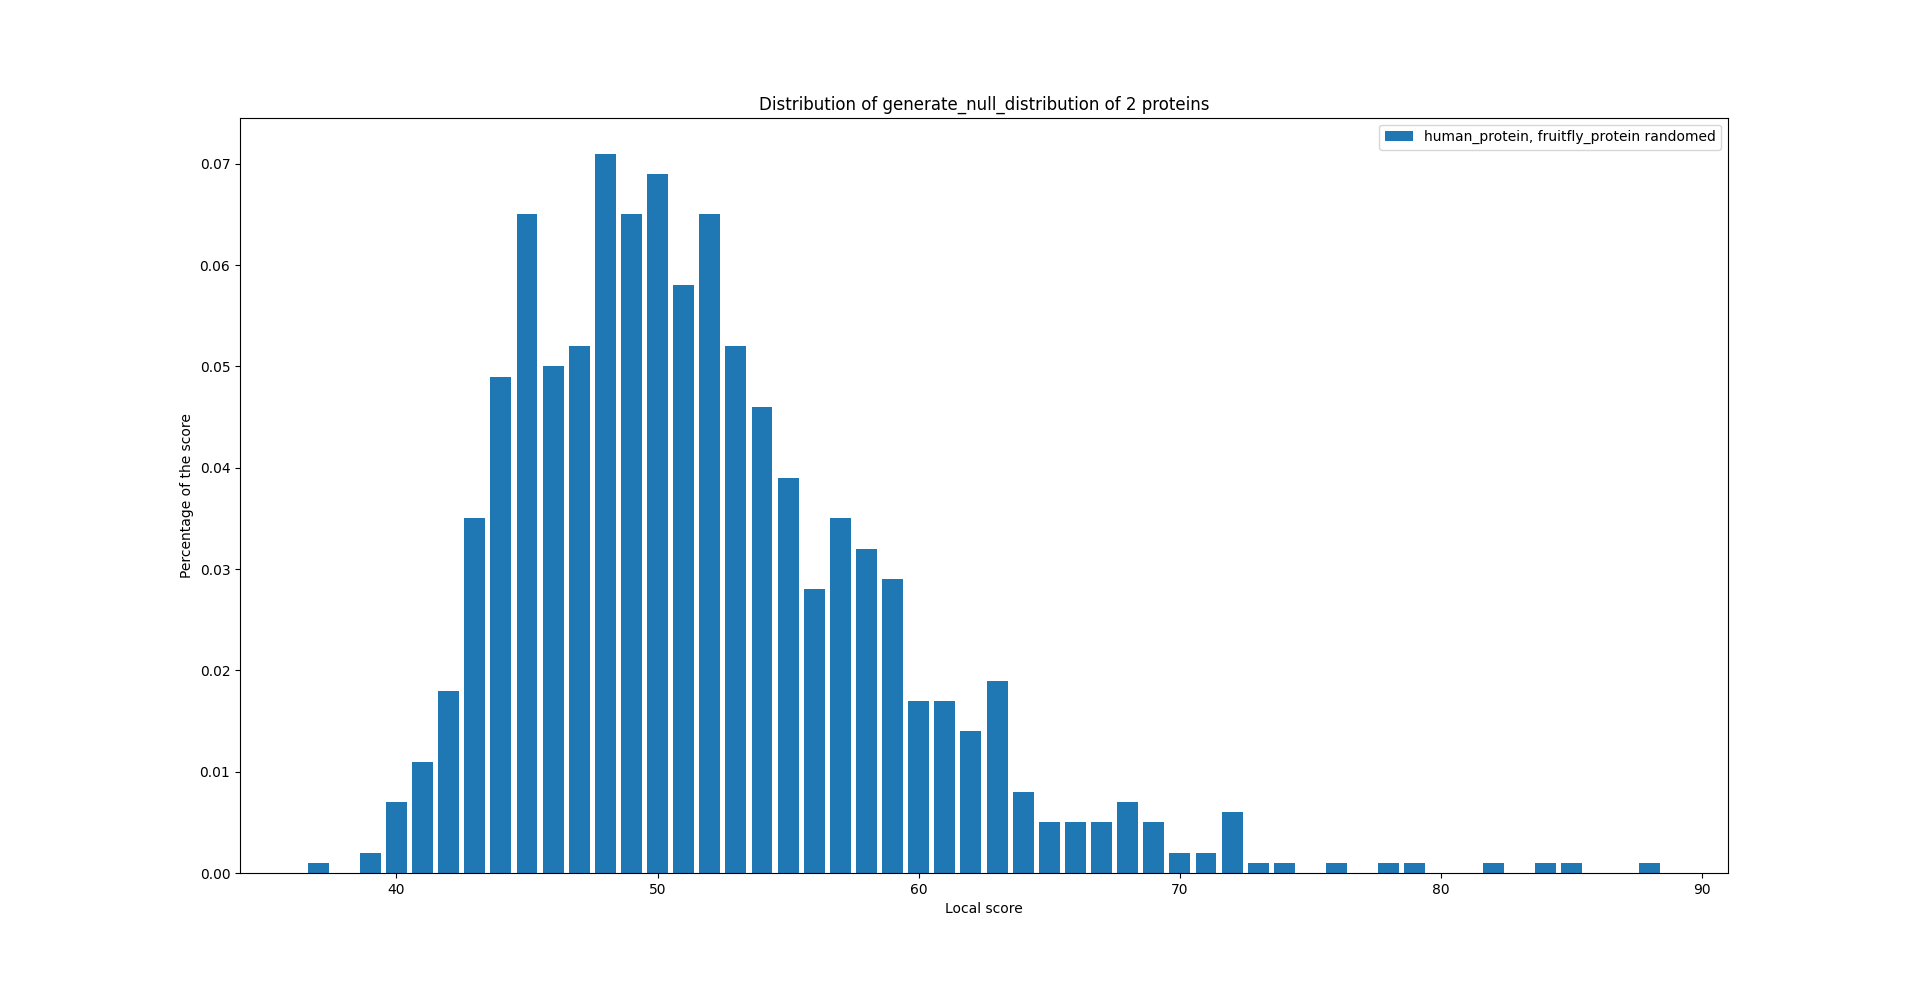 Distribution of generate_null_distribution of 2 proteins
human_protein, fruitfly_protein randomed
0.07
0.06
0.05
0.04
0.03
0.02
0.01
0.00
Percentage of the score
40 50 60 70 80 90
Local score